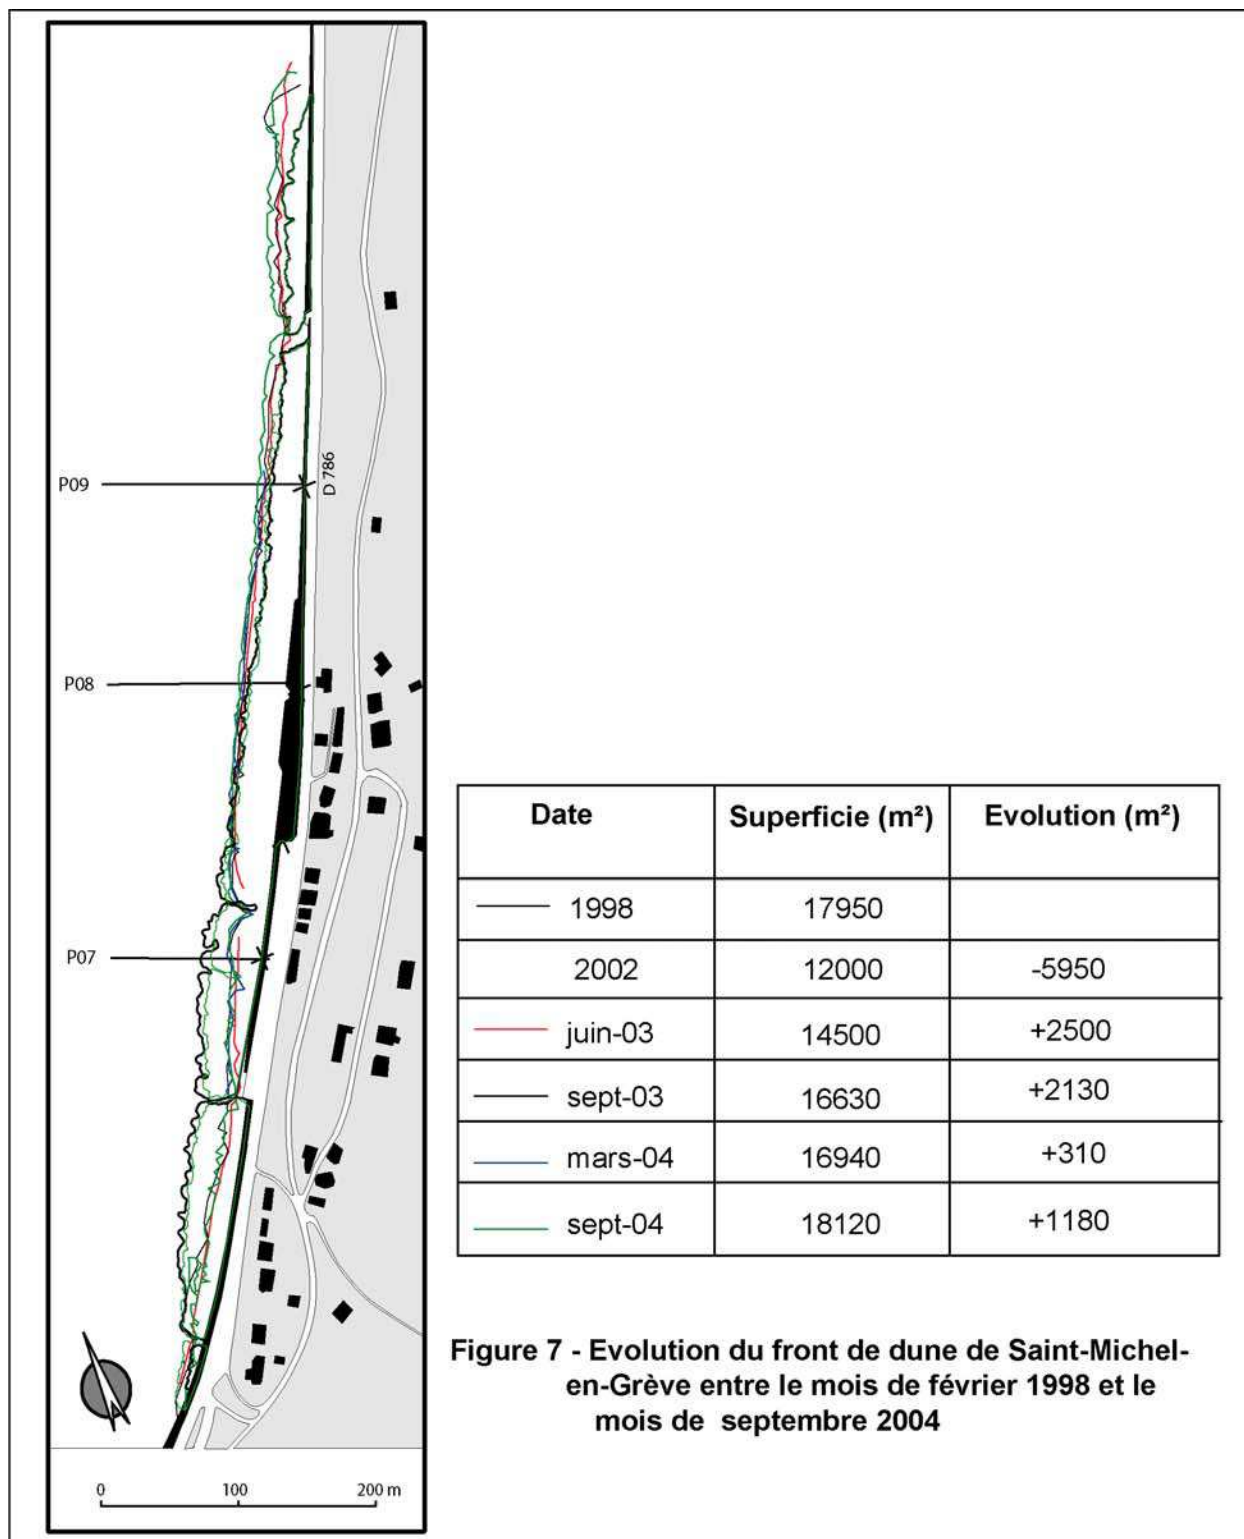 D 786
P09
P08
P07
0 100 200 m
Date Superficie (m²) Evolution (m²)
1998 17950
2002 12000 -5950
juin-03 14500 +2500
sept-03 16630 +2130
mars-04 16940 +310
sept-04 18120 +1180
Figure 7 - Evolution du front de dune de Saint-Michel-
en-Grève entre le mois de février 1998 et le
mois de septembre 2004